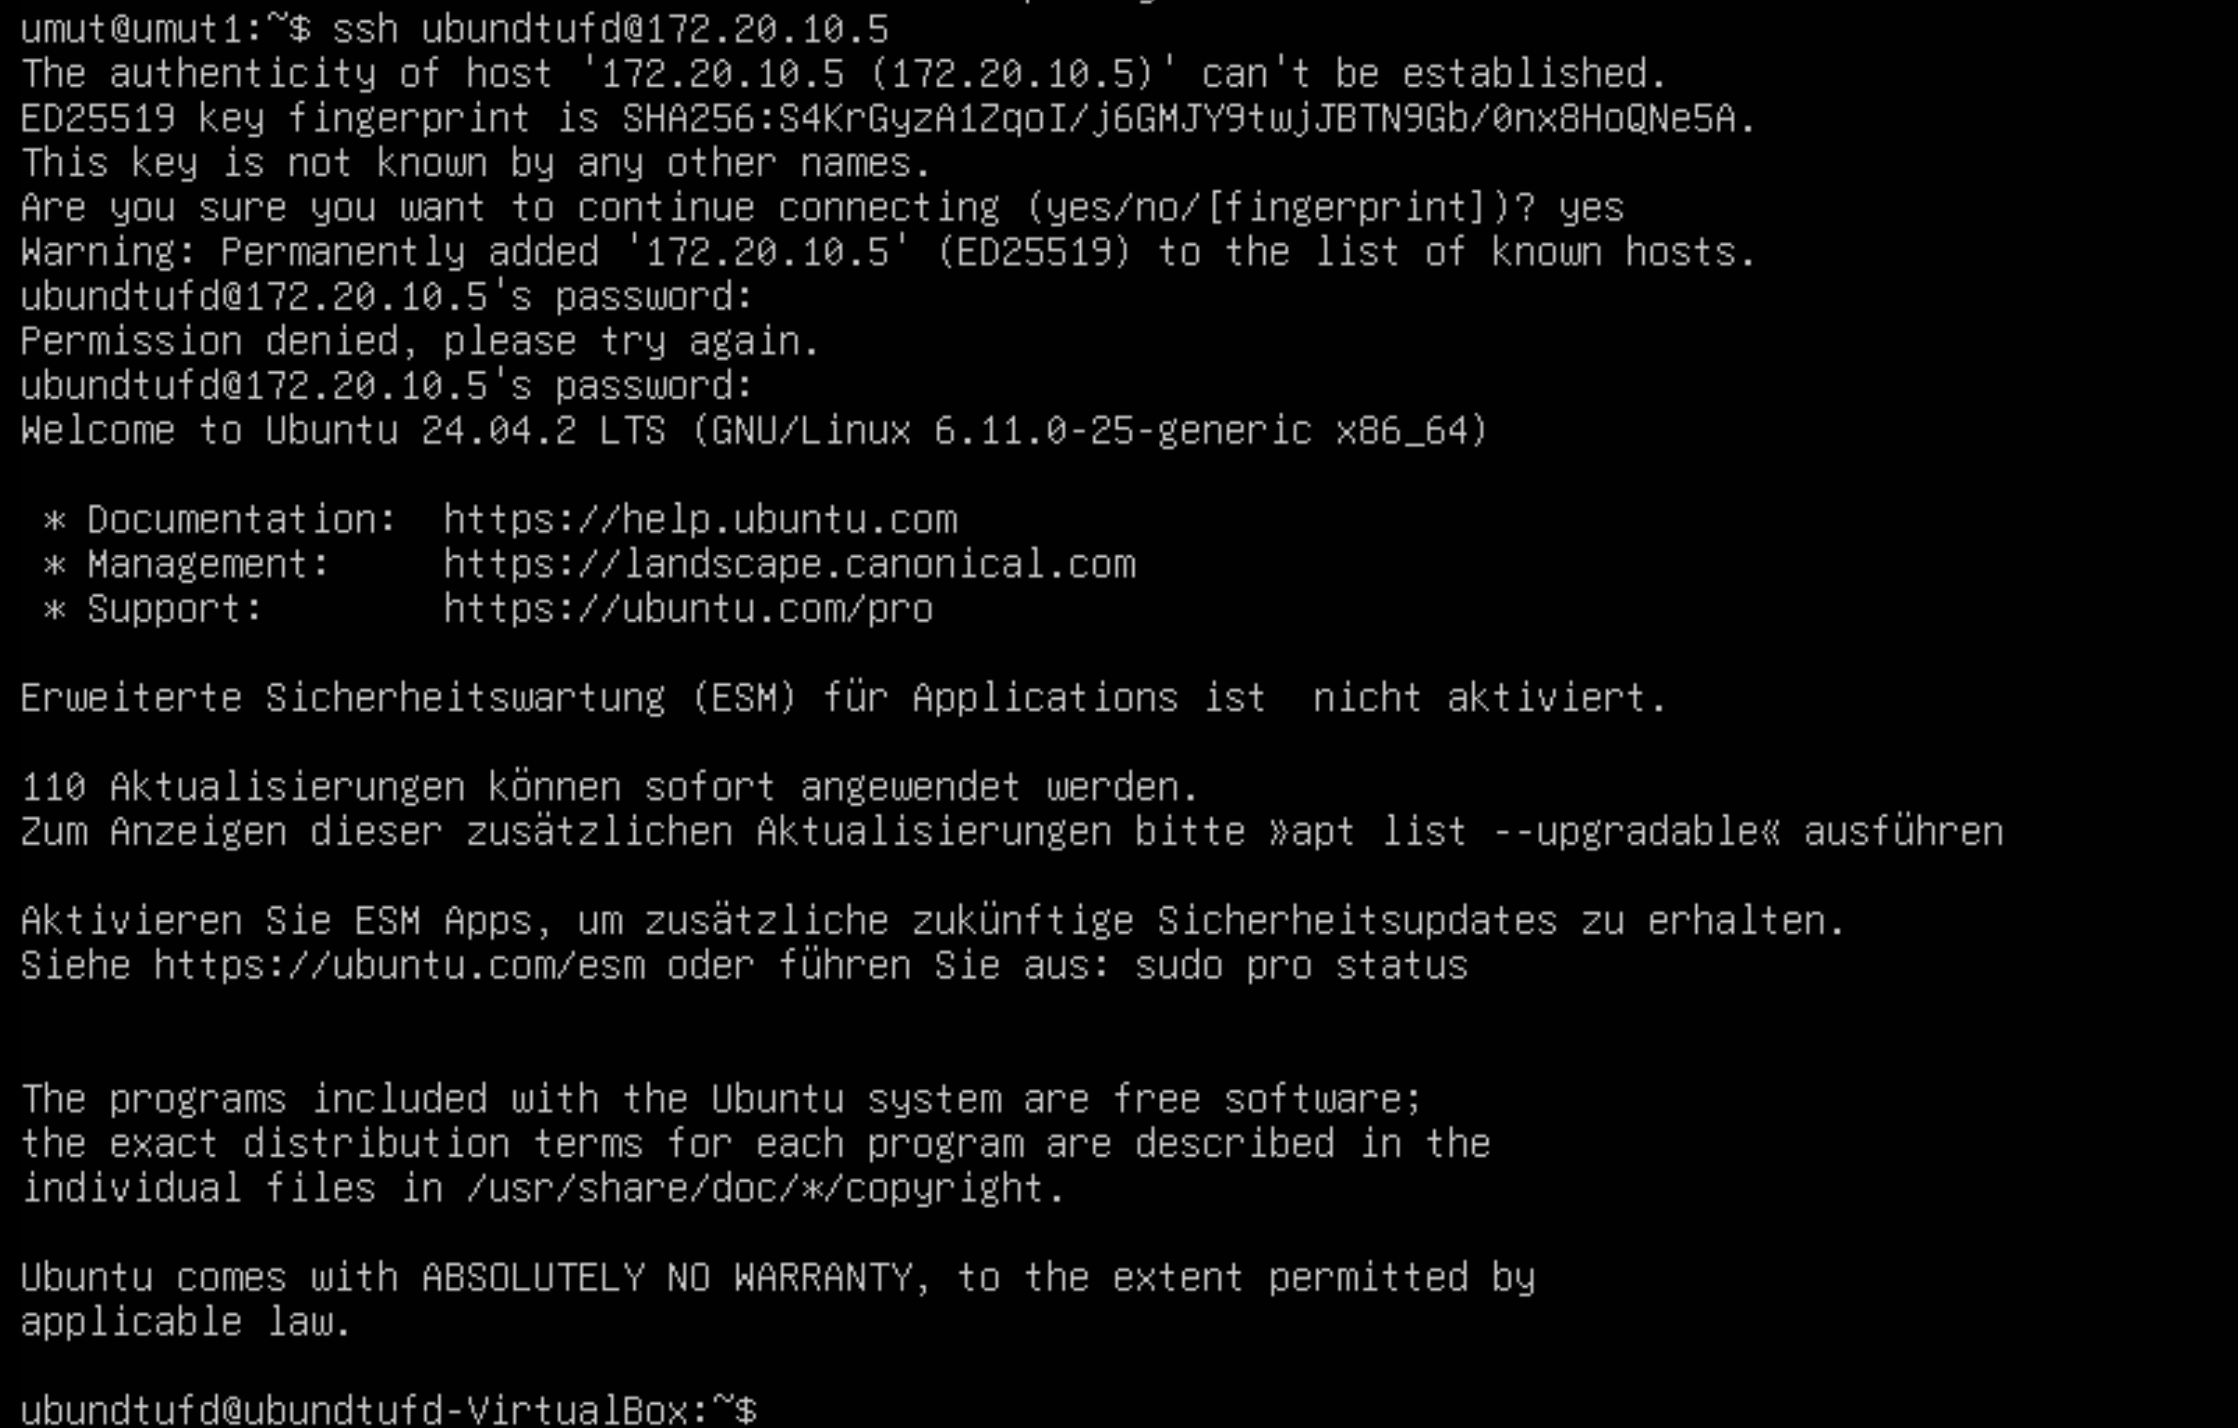 umut@umut1:~$ ssh ubundtufd@172.20.10.5
The authenticity of host '172.20.10.5 (172.20.10.5)' can't be established.
ED25519 key fingerprint is SHA256:S4KrGyzA1ZqoI/j6GMJY9twjJBTN9Gb/0nx8HoQNe5A.
This key is not known by any other names.
Are you sure you want to continue connecting (yes/no/[fingerprint])? yes
Warning: Permanently added '172.20.10.5' (ED25519) to the list of known hosts.
ubundtufd@172.20.10.5's password:
Permission denied, please try again.
ubundtufd@172.20.10.5's password:
Welcome to Ubuntu 24.04.2 LTS (GNU/Linux 6.11.0-25-generic x86_64)
* Documentation:  https://help.ubuntu.com
* Management:     https://landscape.canonical.com
* Support:        https://ubuntu.com/pro
Erweiterte Sicherheitswartung (ESM) für Applications ist  nicht aktiviert.
110 Aktualisierungen können sofort angewendet werden.
Zum Anzeigen dieser zusätzlichen Aktualisierungen bitte »apt list --upgradable« ausführen
Aktivieren Sie ESM Apps, um zusätzliche zukünftige Sicherheitsupdates zu erhalten.
Siehe https://ubuntu.com/esm oder führen Sie aus: sudo pro status
The programs included with the Ubuntu system are free software;
the exact distribution terms for each program are described in the
individual files in /usr/share/doc/*/copyright.
Ubuntu comes with ABSOLUTELY NO WARRANTY, to the extent permitted by
applicable law.
ubundtufd@ubundtufd-VirtualBox:~$